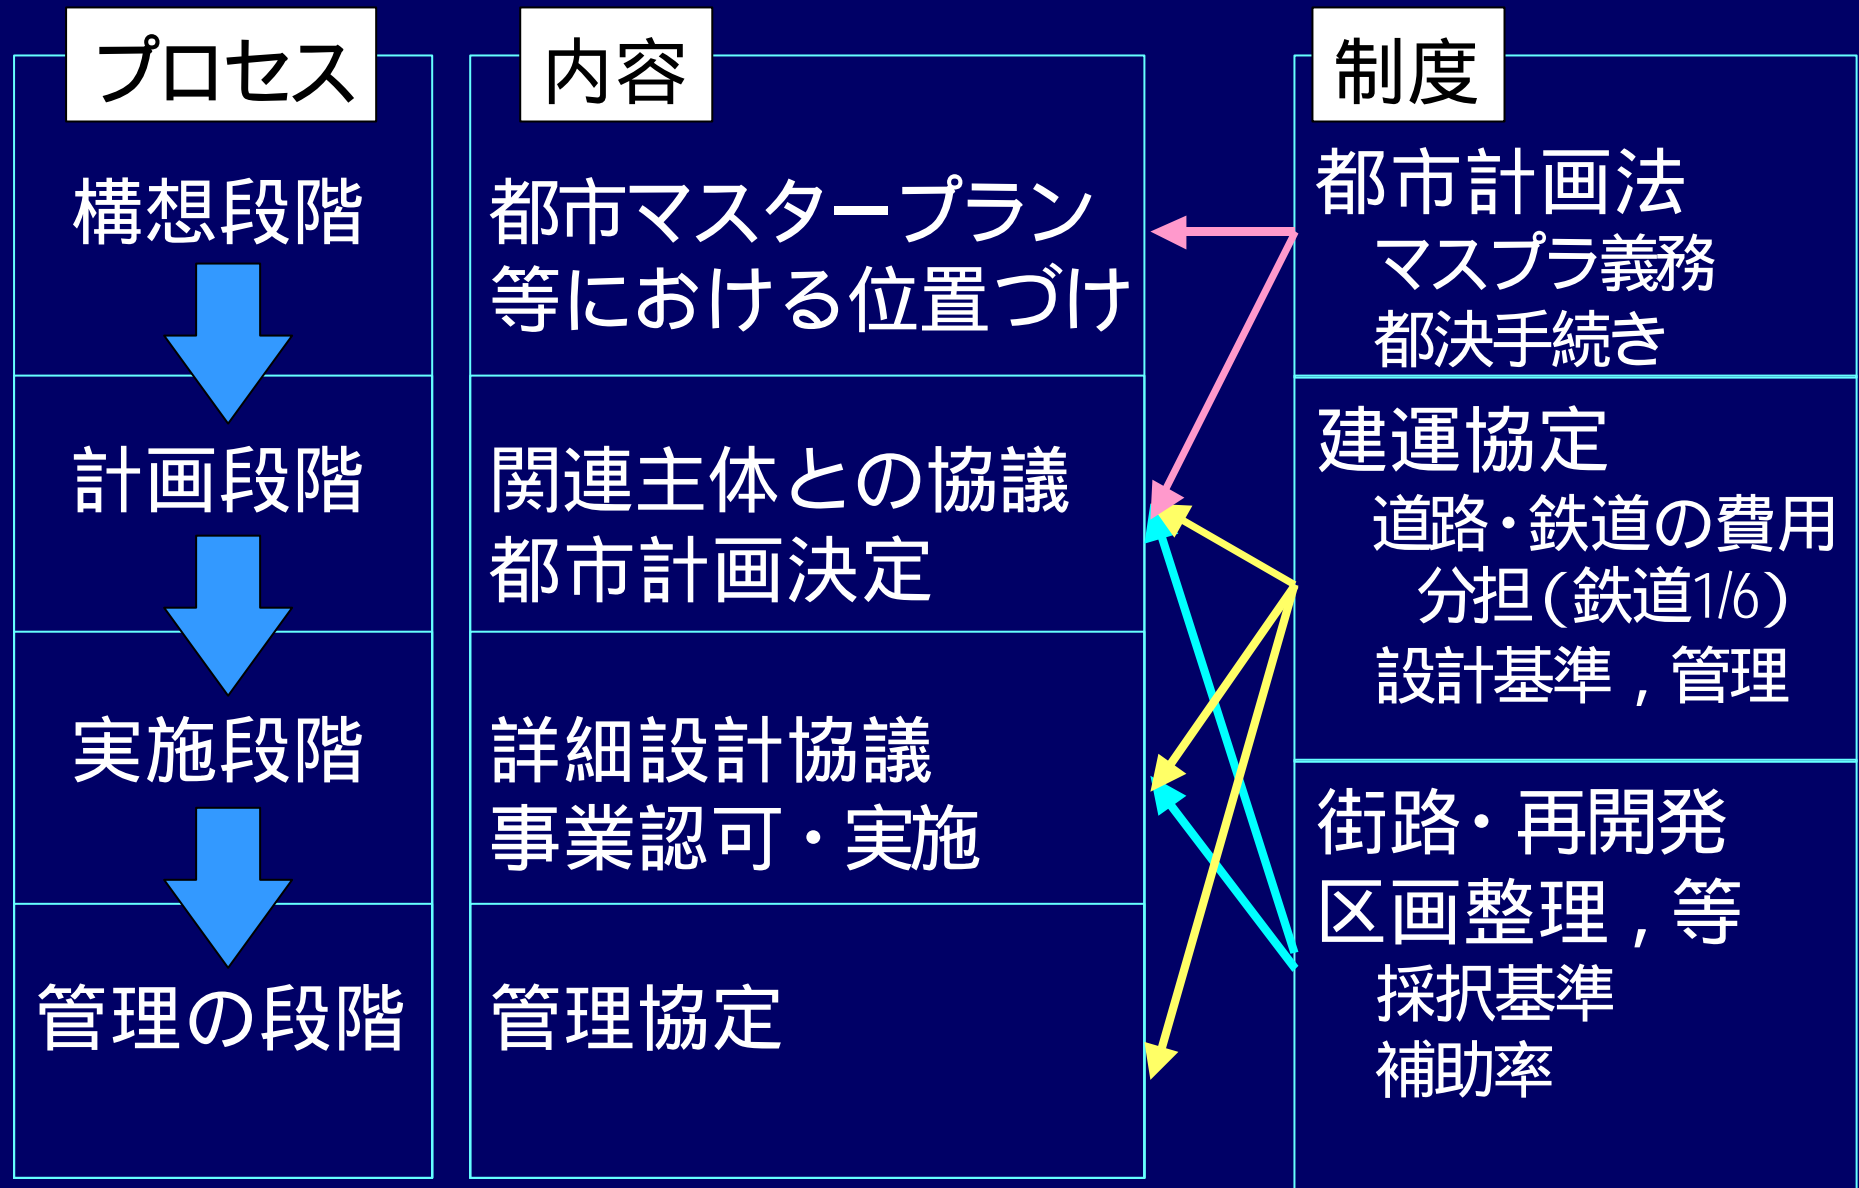 プロセス
構想段階
計画段階
実施段階
管理の段階
内容
都市マスタープラン
等における位置づけ
関連主体との協議
都市計画決定
詳細設計協議
事業認可・実施
管理協定
制度
都市計画法
マスプラ義務
都決手続き
建運協定
道路・鉄道の費用
分担(鉄道1/6)
設計基準，管理
街路・再開発
区画整理，等
採択基準
補助率